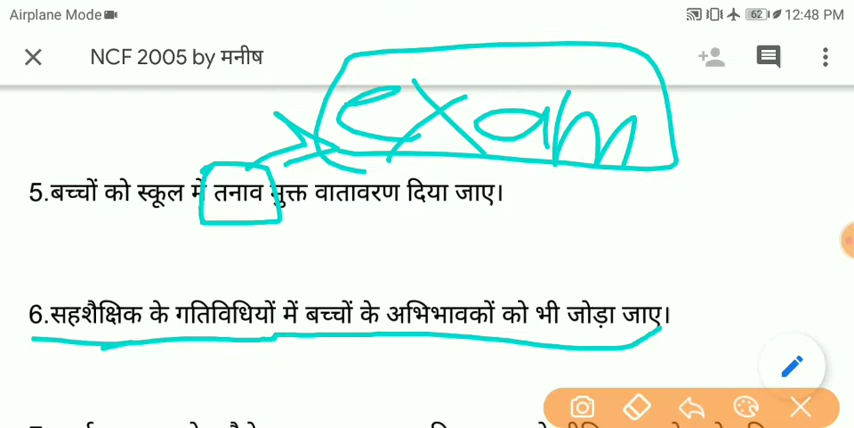 Airplane Mode 62 12:48 PM
NCF 2005 by मनीष
exam
5.बच्चों को स्कूल में तनाव मुक्त वातावरण दिया जाए।
6.सहशैक्षिक के गतिविधियों में बच्चों के अभिभावकों को भी जोड़ा जाए।